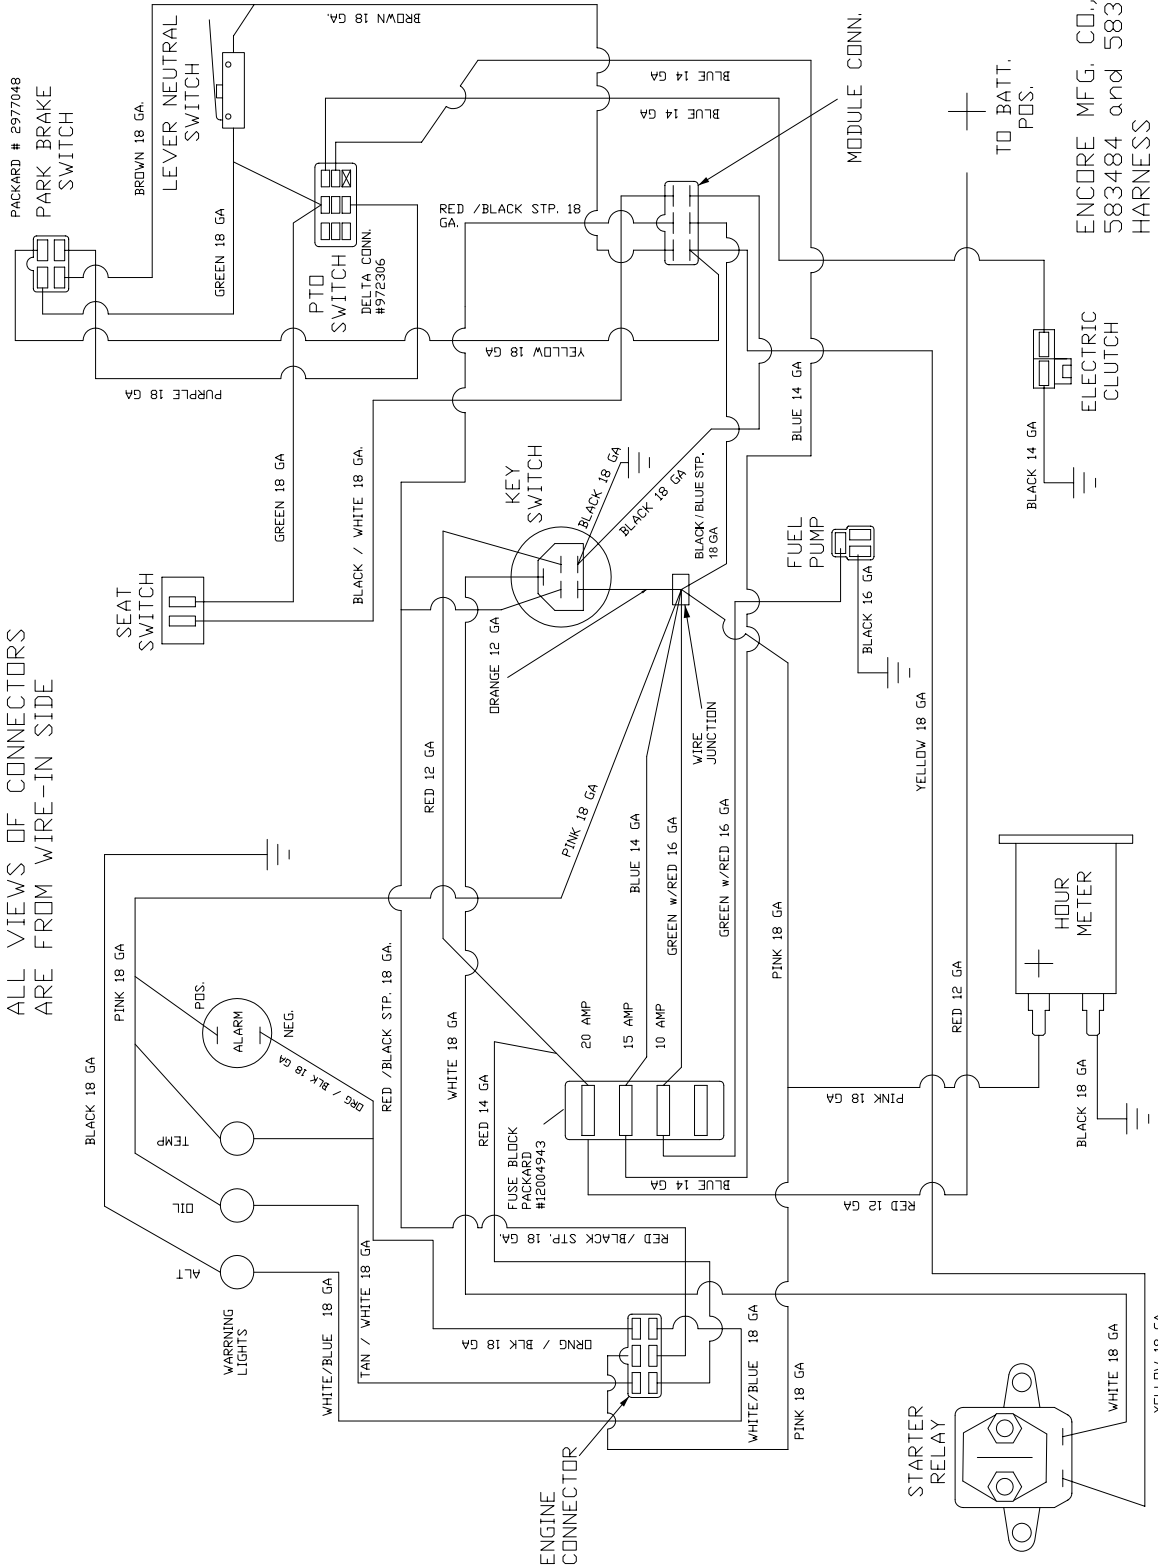 ALL VIEWS OF CONNECTORS
ARE FROM WIRE-IN SIDE
PACKARD # 2977048
PARK BRAKE
SWITCH
BROWN 18 GA.
LEVER NEUTRAL
SWITCH
BROWN 18 GA.
GREEN 18 GA
PTO
SWITCH
DELTA CONN.
#972306
RED /BLACK STP. 18
GA.
BLUE 14 GA
BLUE 14 GA
MODULE CONN.
TO BATT.
POS.
ENCORE MFG. CO.,
583484 and 583
HARNESS
PURPLE 18 GA
YELLOW 18 GA
SEAT
SWITCH
GREEN 18 GA
BLACK / WHITE 18 GA.
KEY
SWITCH
BLACK 18 GA
BLACK 18 GA
BLACK / BLUE STP.
18 GA
BLUE 14 GA
ELECTRIC
CLUTCH
BLACK 14 GA
FUEL
PUMP
BLACK 16 GA
ORANGE 12 GA
WIRE
JUNCTION
RED 12 GA
PINK 18 GA
BLUE 14 GA
GREEN w/RED 16 GA
GREEN w/RED 16 GA
YELLOW 18 GA
PINK 18 GA
RED 12 GA
HOUR
METER
PINK 18 GA
BLACK 18 GA
BLACK 18 GA
PINK 18 GA
POS.
ALARM
NEG.
ORG / BLK 18 GA
RED /BLACK STP. 18 GA.
WHITE 18 GA
RED 14 GA
20 AMP
15 AMP
10 AMP
FUSE BLOCK
PACKARD
#12004943
BLUE 14 GA
RED 12 GA
TEMP
OIL
ALT
WARRNING
LIGHTS
WHITE/BLUE 18 GA
TAN / WHITE 18 GA
ORNG / BLK 18 GA
RED /BLACK STP. 18 GA.
WHITE/BLUE 18 GA
PINK 18 GA
ENGINE
CONNECTOR
STARTER
RELAY
WHITE 18 GA
YELLOW 18 GA